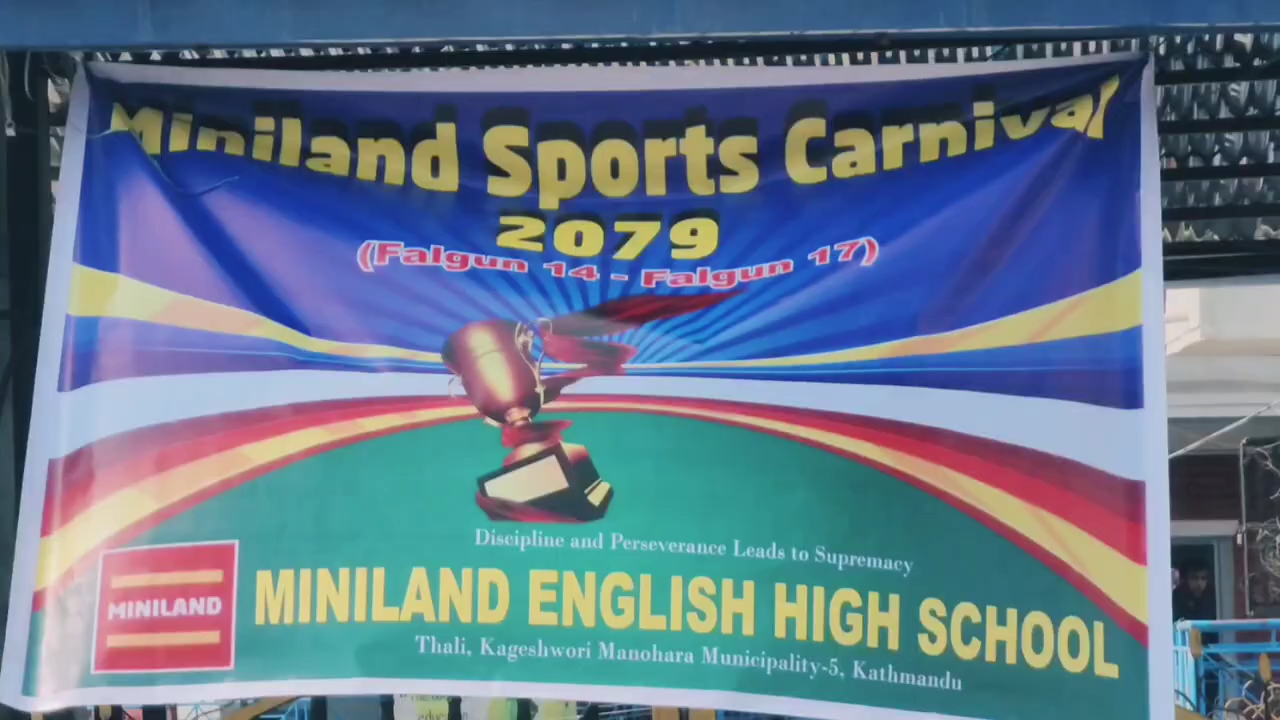 Miniland Sports Carnival
2079
(Falgun 14 - Falgun 17)
Discipline and Perseverance Leads to Supremacy
MINILAND
MINILAND ENGLISH HIGH SCHOOL
Thali, Kageshwori Manohara Municipality-5, Kathmandu